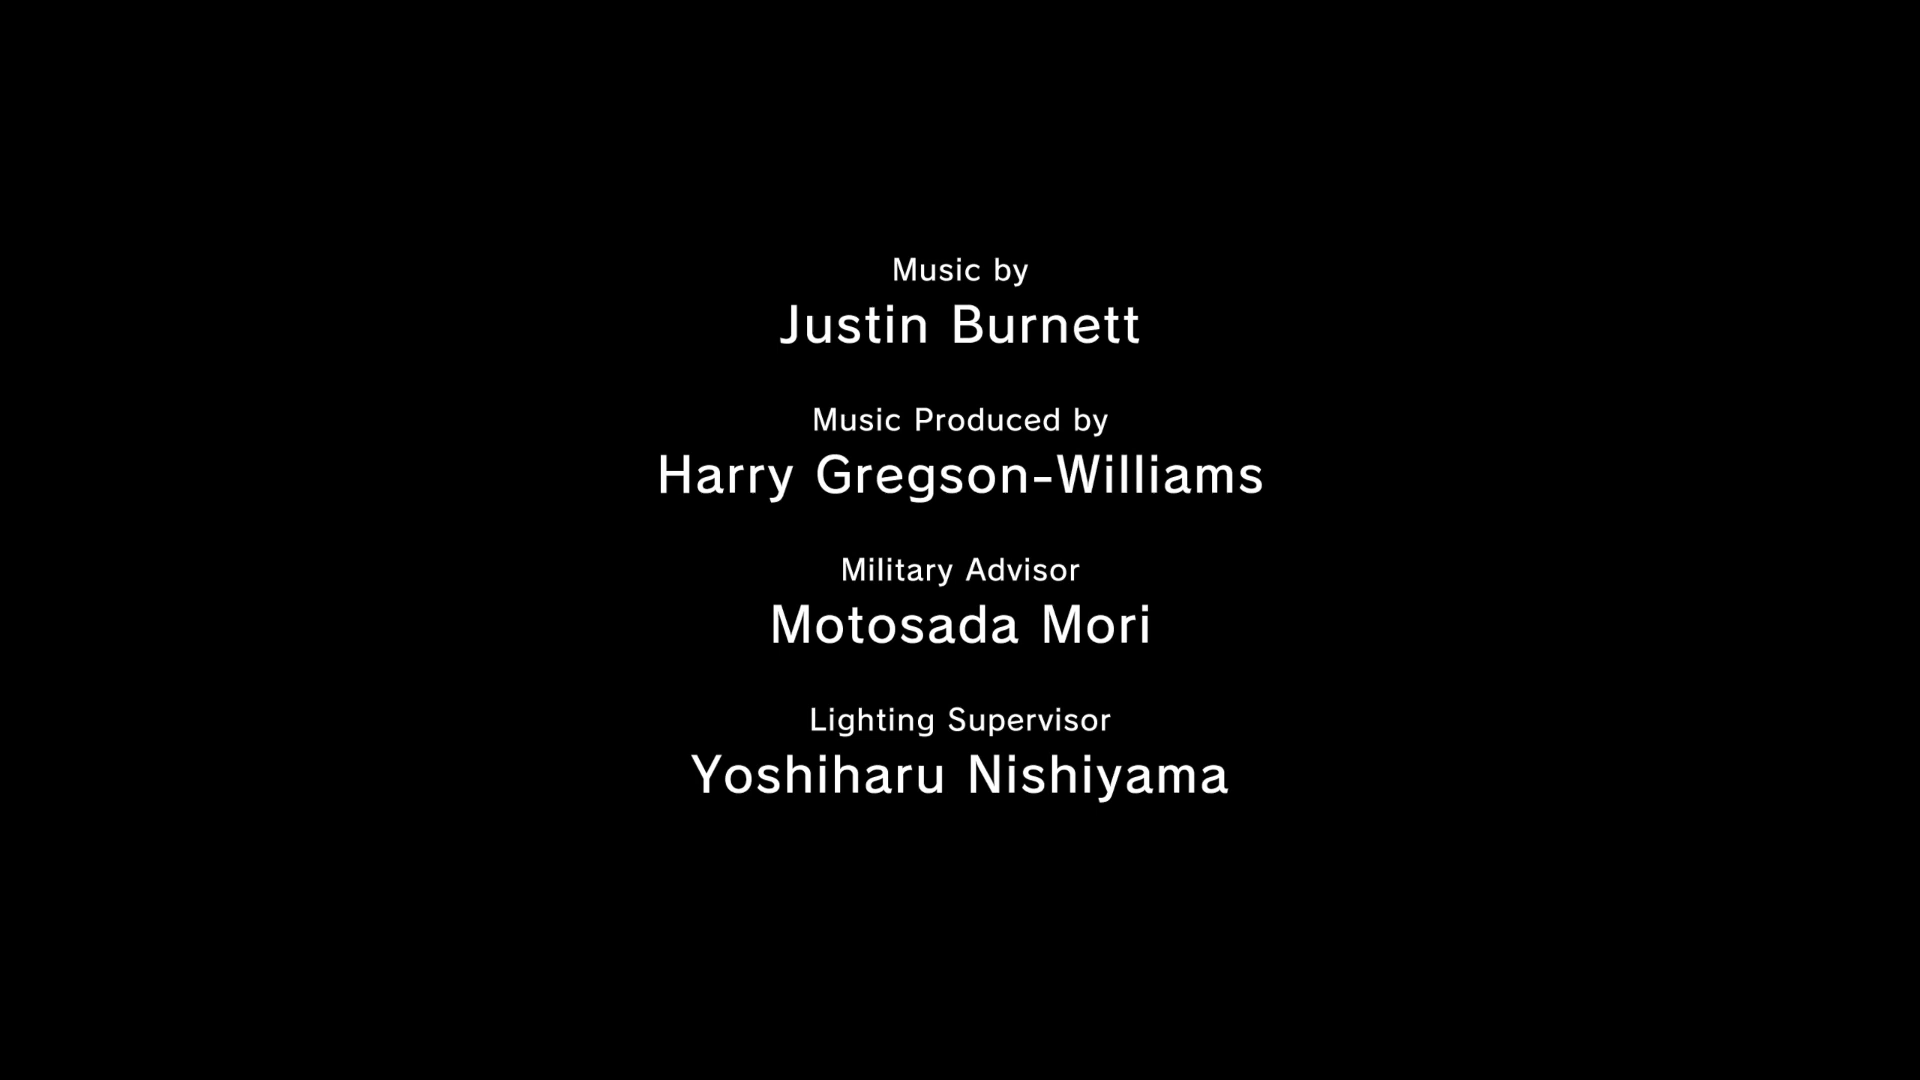 Music by
Justin Burnett
Music Produced by
Harry Gregson-Williams
Military Advisor
Motosada Mori
Lighting Supervisor
Yoshiharu Nishiyama